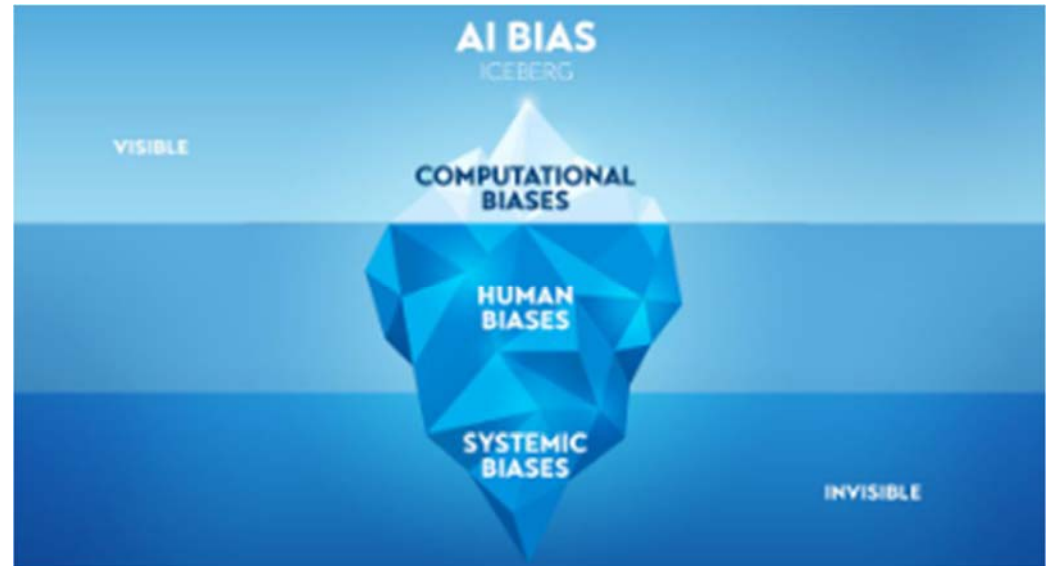 AI BIAS
ICEBERG
VISIBLE
COMPUTATIONAL
BIASES
HUMAN
BIASES
SYSTEMIC
BIASES
INVISIBLE